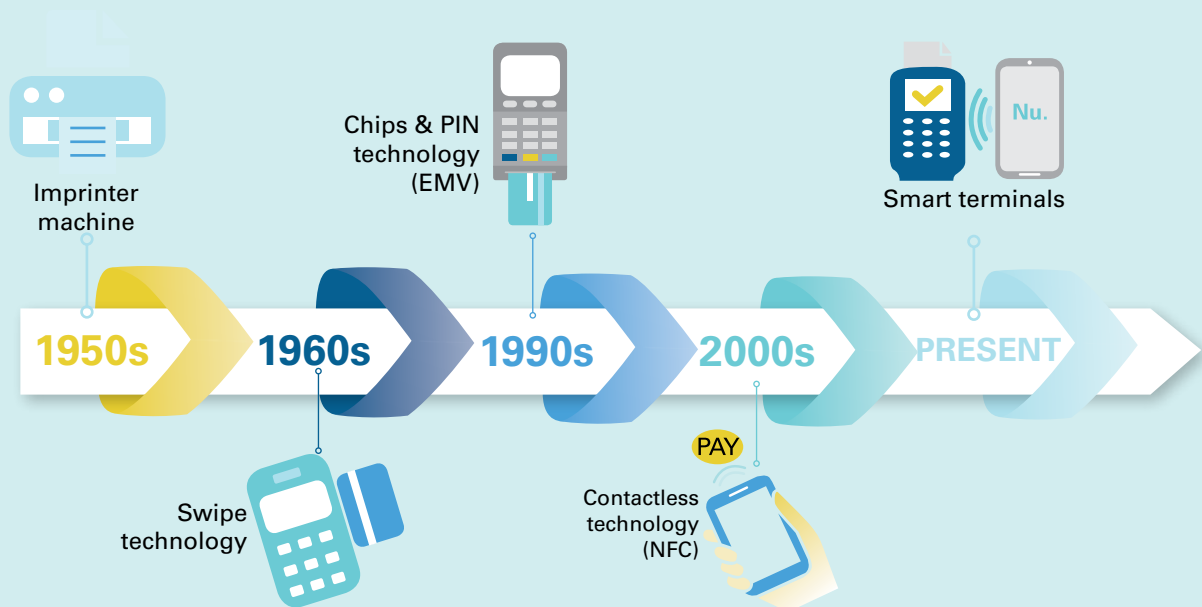 Imprinter
machine
Chips & PIN
technology
(EMV)
Nu.
Smart terminals
1950s
1960s
1990s
2000s
PRESENT
Swipe
technology
PAY
Contactless
technology
(NFC)